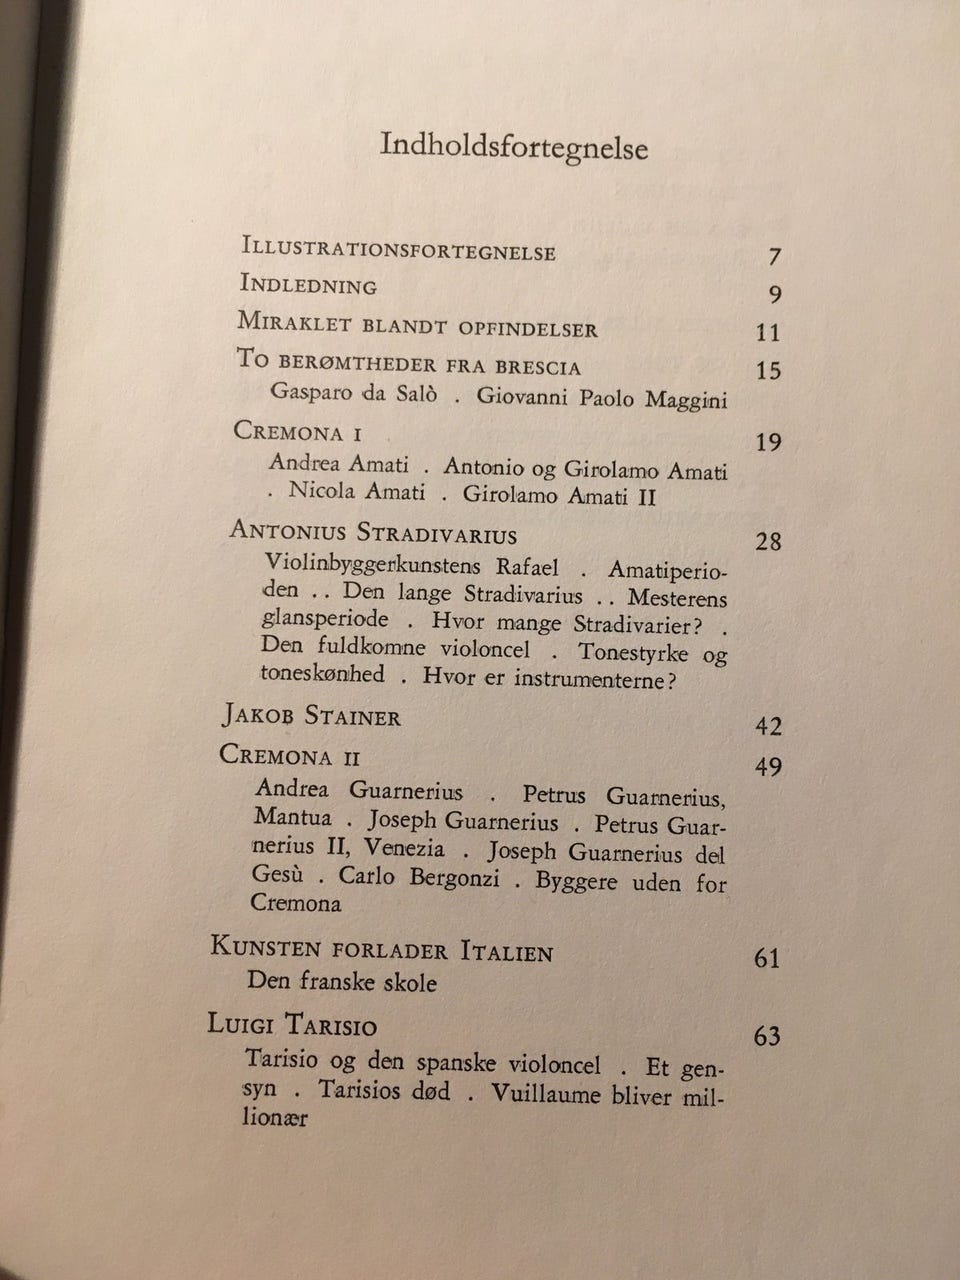 Indholdsfortegnelse
ILLUSTRATIONSFORTEGNELSE 7
INDLEDNING 9
MIRAKLET BLANDT OPFINDELSER 11
TO BERØMTHEDER FRA BRESCIA 15
Gasparo da Salò . Giovanni Paolo Maggini
CREMONA I 19
Andrea Amati . Antonio og Girolamo Amati
. Nicola Amati . Girolamo Amati II
ANTONIUS STRADIVARIUS 28
Violinbyggerkunstens Rafael . Amatiperio-
den . . Den lange Stradivarius . . Mesterens
glansperiode . Hvor mange Stradivarier? .
Den fuldkomne violoncel . Tonestyrke og
toneskønhed . Hvor er instrumenterne?
JAKOB STAINER 42
CREMONA II 49
Andrea Guarnerius . Petrus Guarnerius,
Mantua . Joseph Guarnerius . Petrus Guar-
nerius II, Venezia . Joseph Guarnerius del
Gesù . Carlo Bergonzi . Byggere uden for
Cremona
KUNSTEN FORLADER ITALIEN 61
Den franske skole
LUIGI TARISIO 63
Tarisio og den spanske violoncel . Et gen-
syn . Tarisios død . Vuillaume bliver mil-
lionær